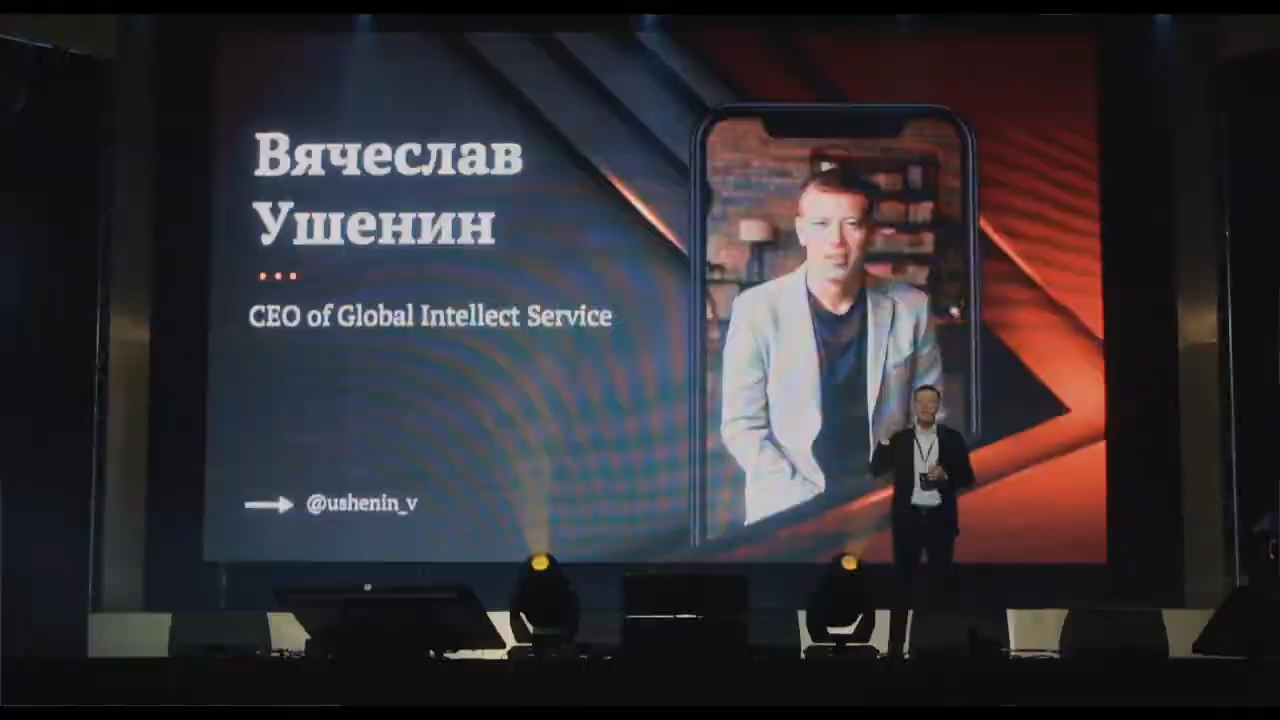 Вячеслав
Ушенин
CEO of Global Intellect Service
@ushenin_v